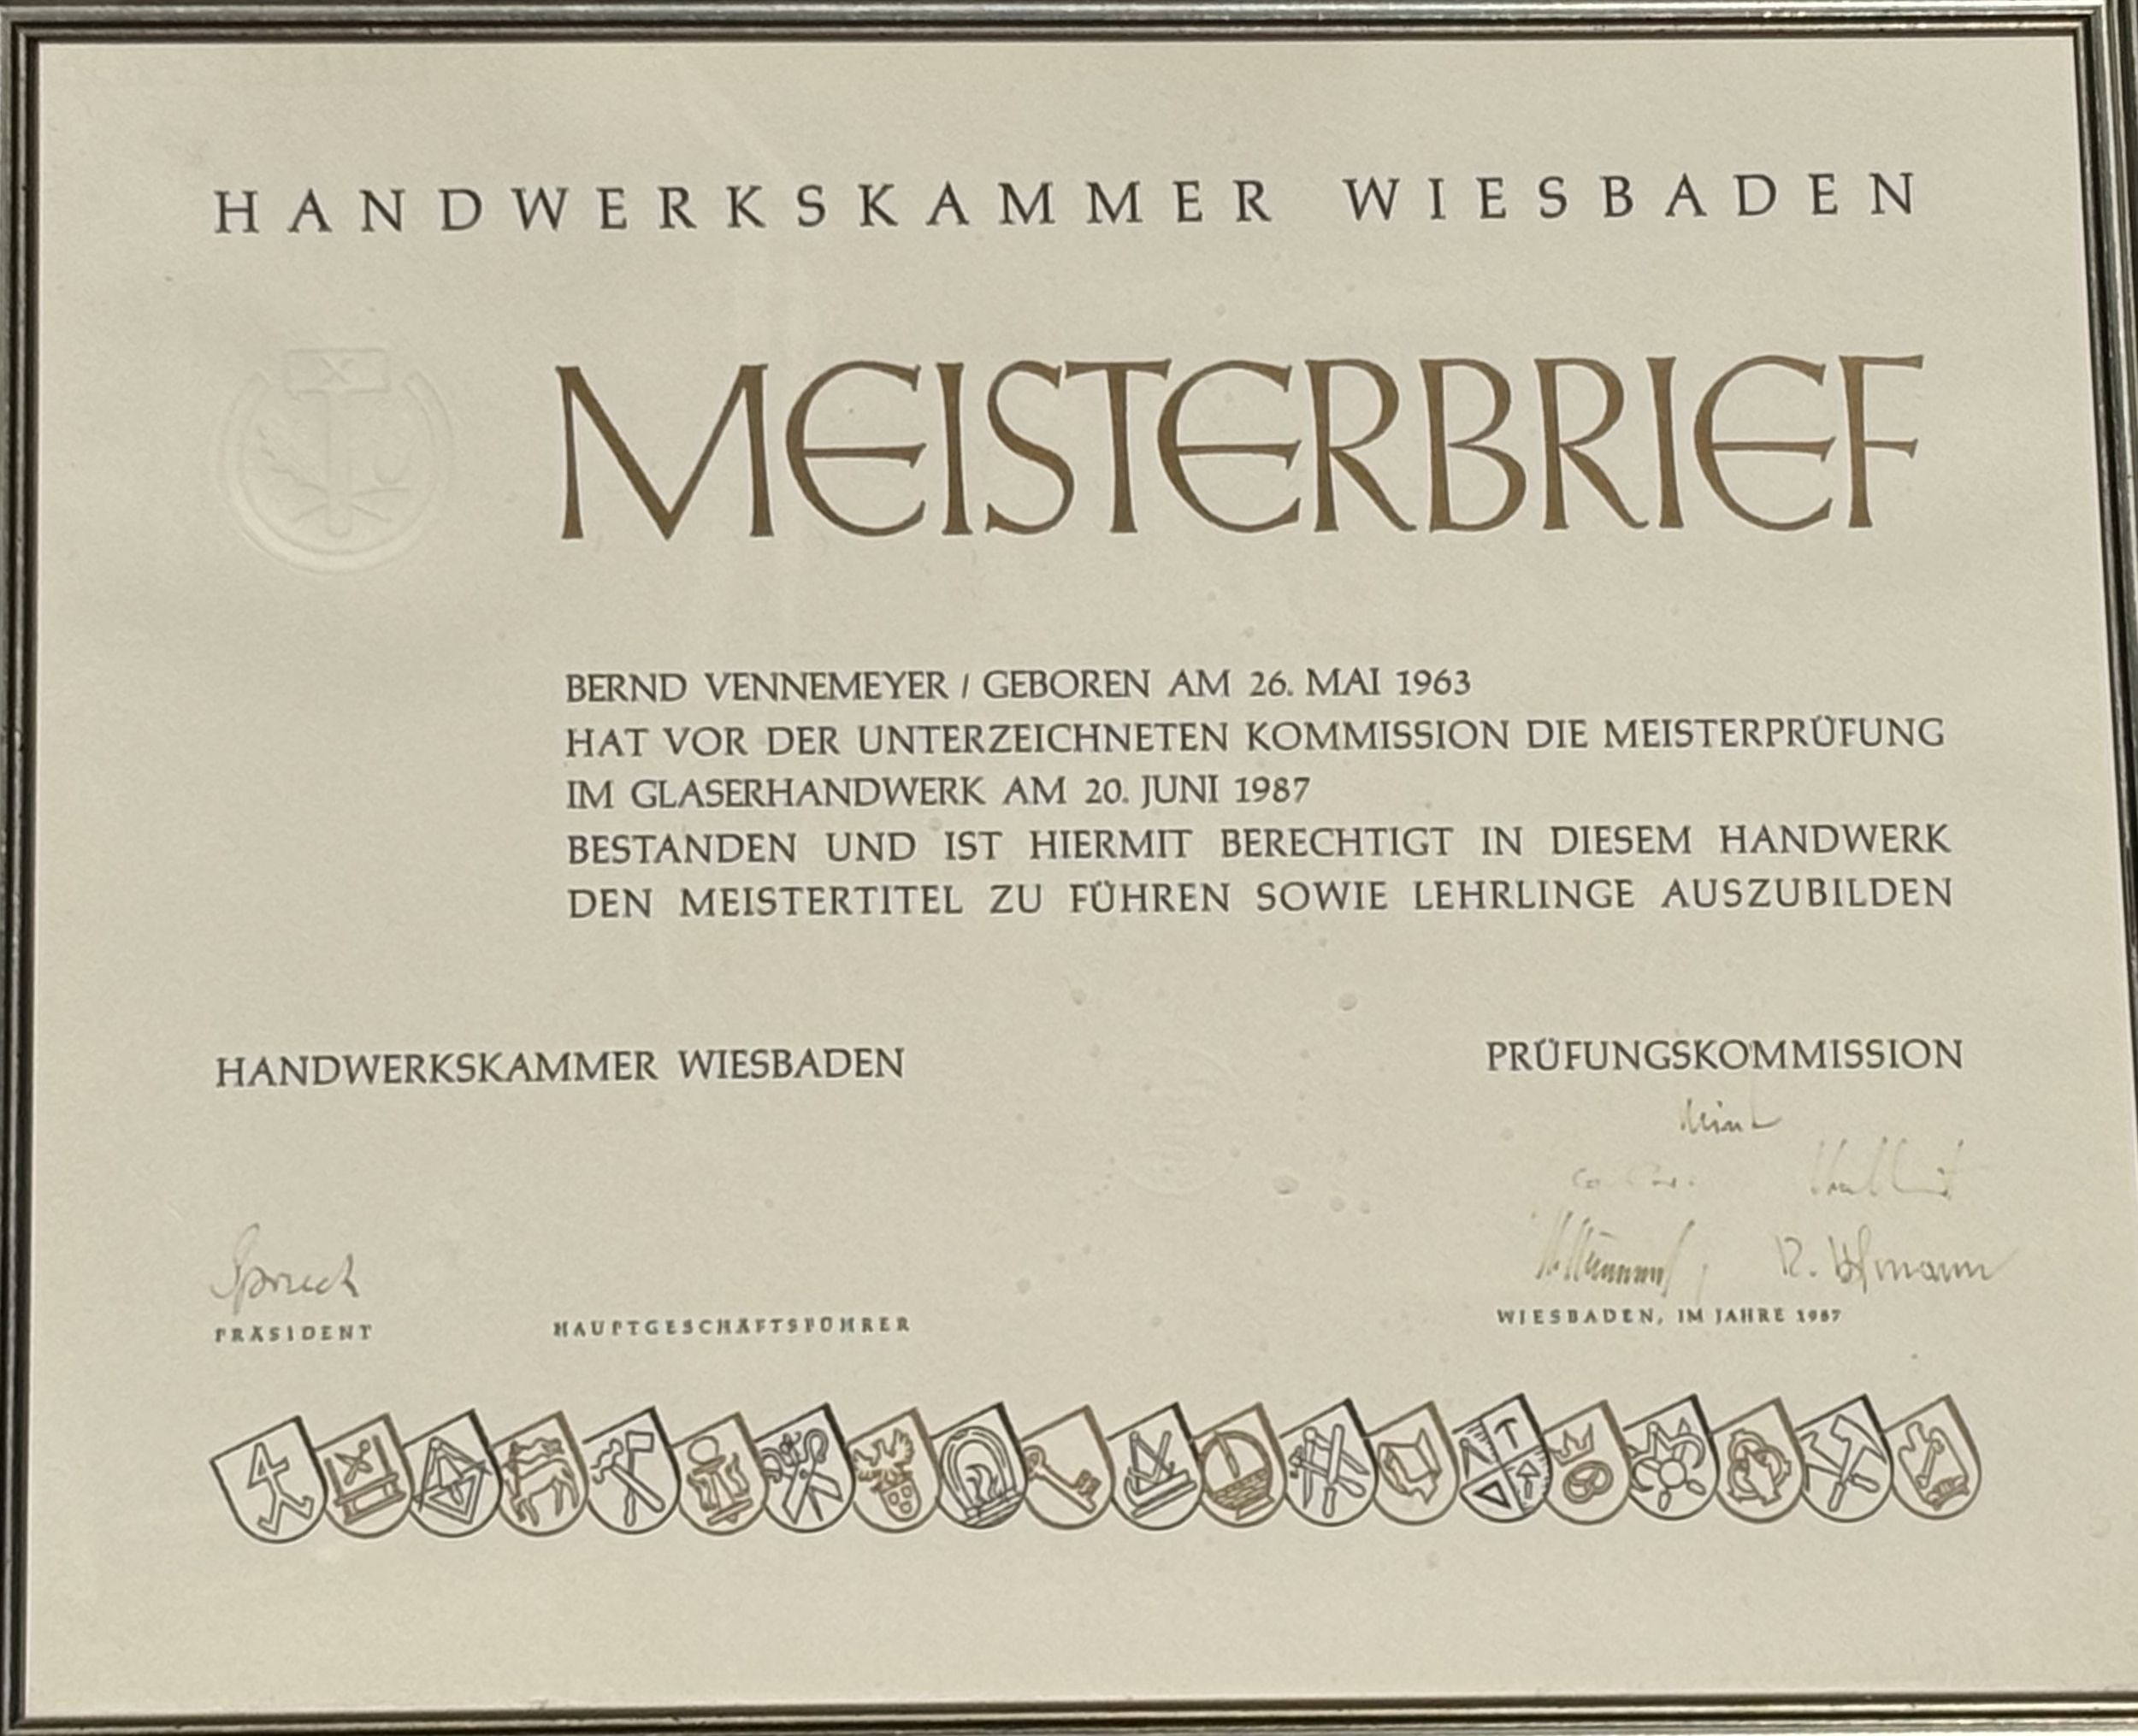 HANDWERKSKAMMER WIESBADEN
MEISTERBRIEF
BERND VENNEMEYER / GEBOREN AM 26. MAI 1963
HAT VOR DER UNTERZEICHNETEN KOMMISSION DIE MEISTERPRÜFUNG
IM GLASERHANDWERK AM 20. JUNI 1987
BESTANDEN UND IST HIERMIT BERECHTIGT IN DIESEM HANDWERK
DEN MEISTERTITEL ZU FÜHREN SOWIE LEHRLINGE AUSZUBILDEN
HANDWERKSKAMMER WIESBADEN
PRÜFUNGSKOMMISSION
PRÄSIDENT
HAUPTGESCHÄFTSFÜHRER
WIESBADEN, IM JAHRE 1987